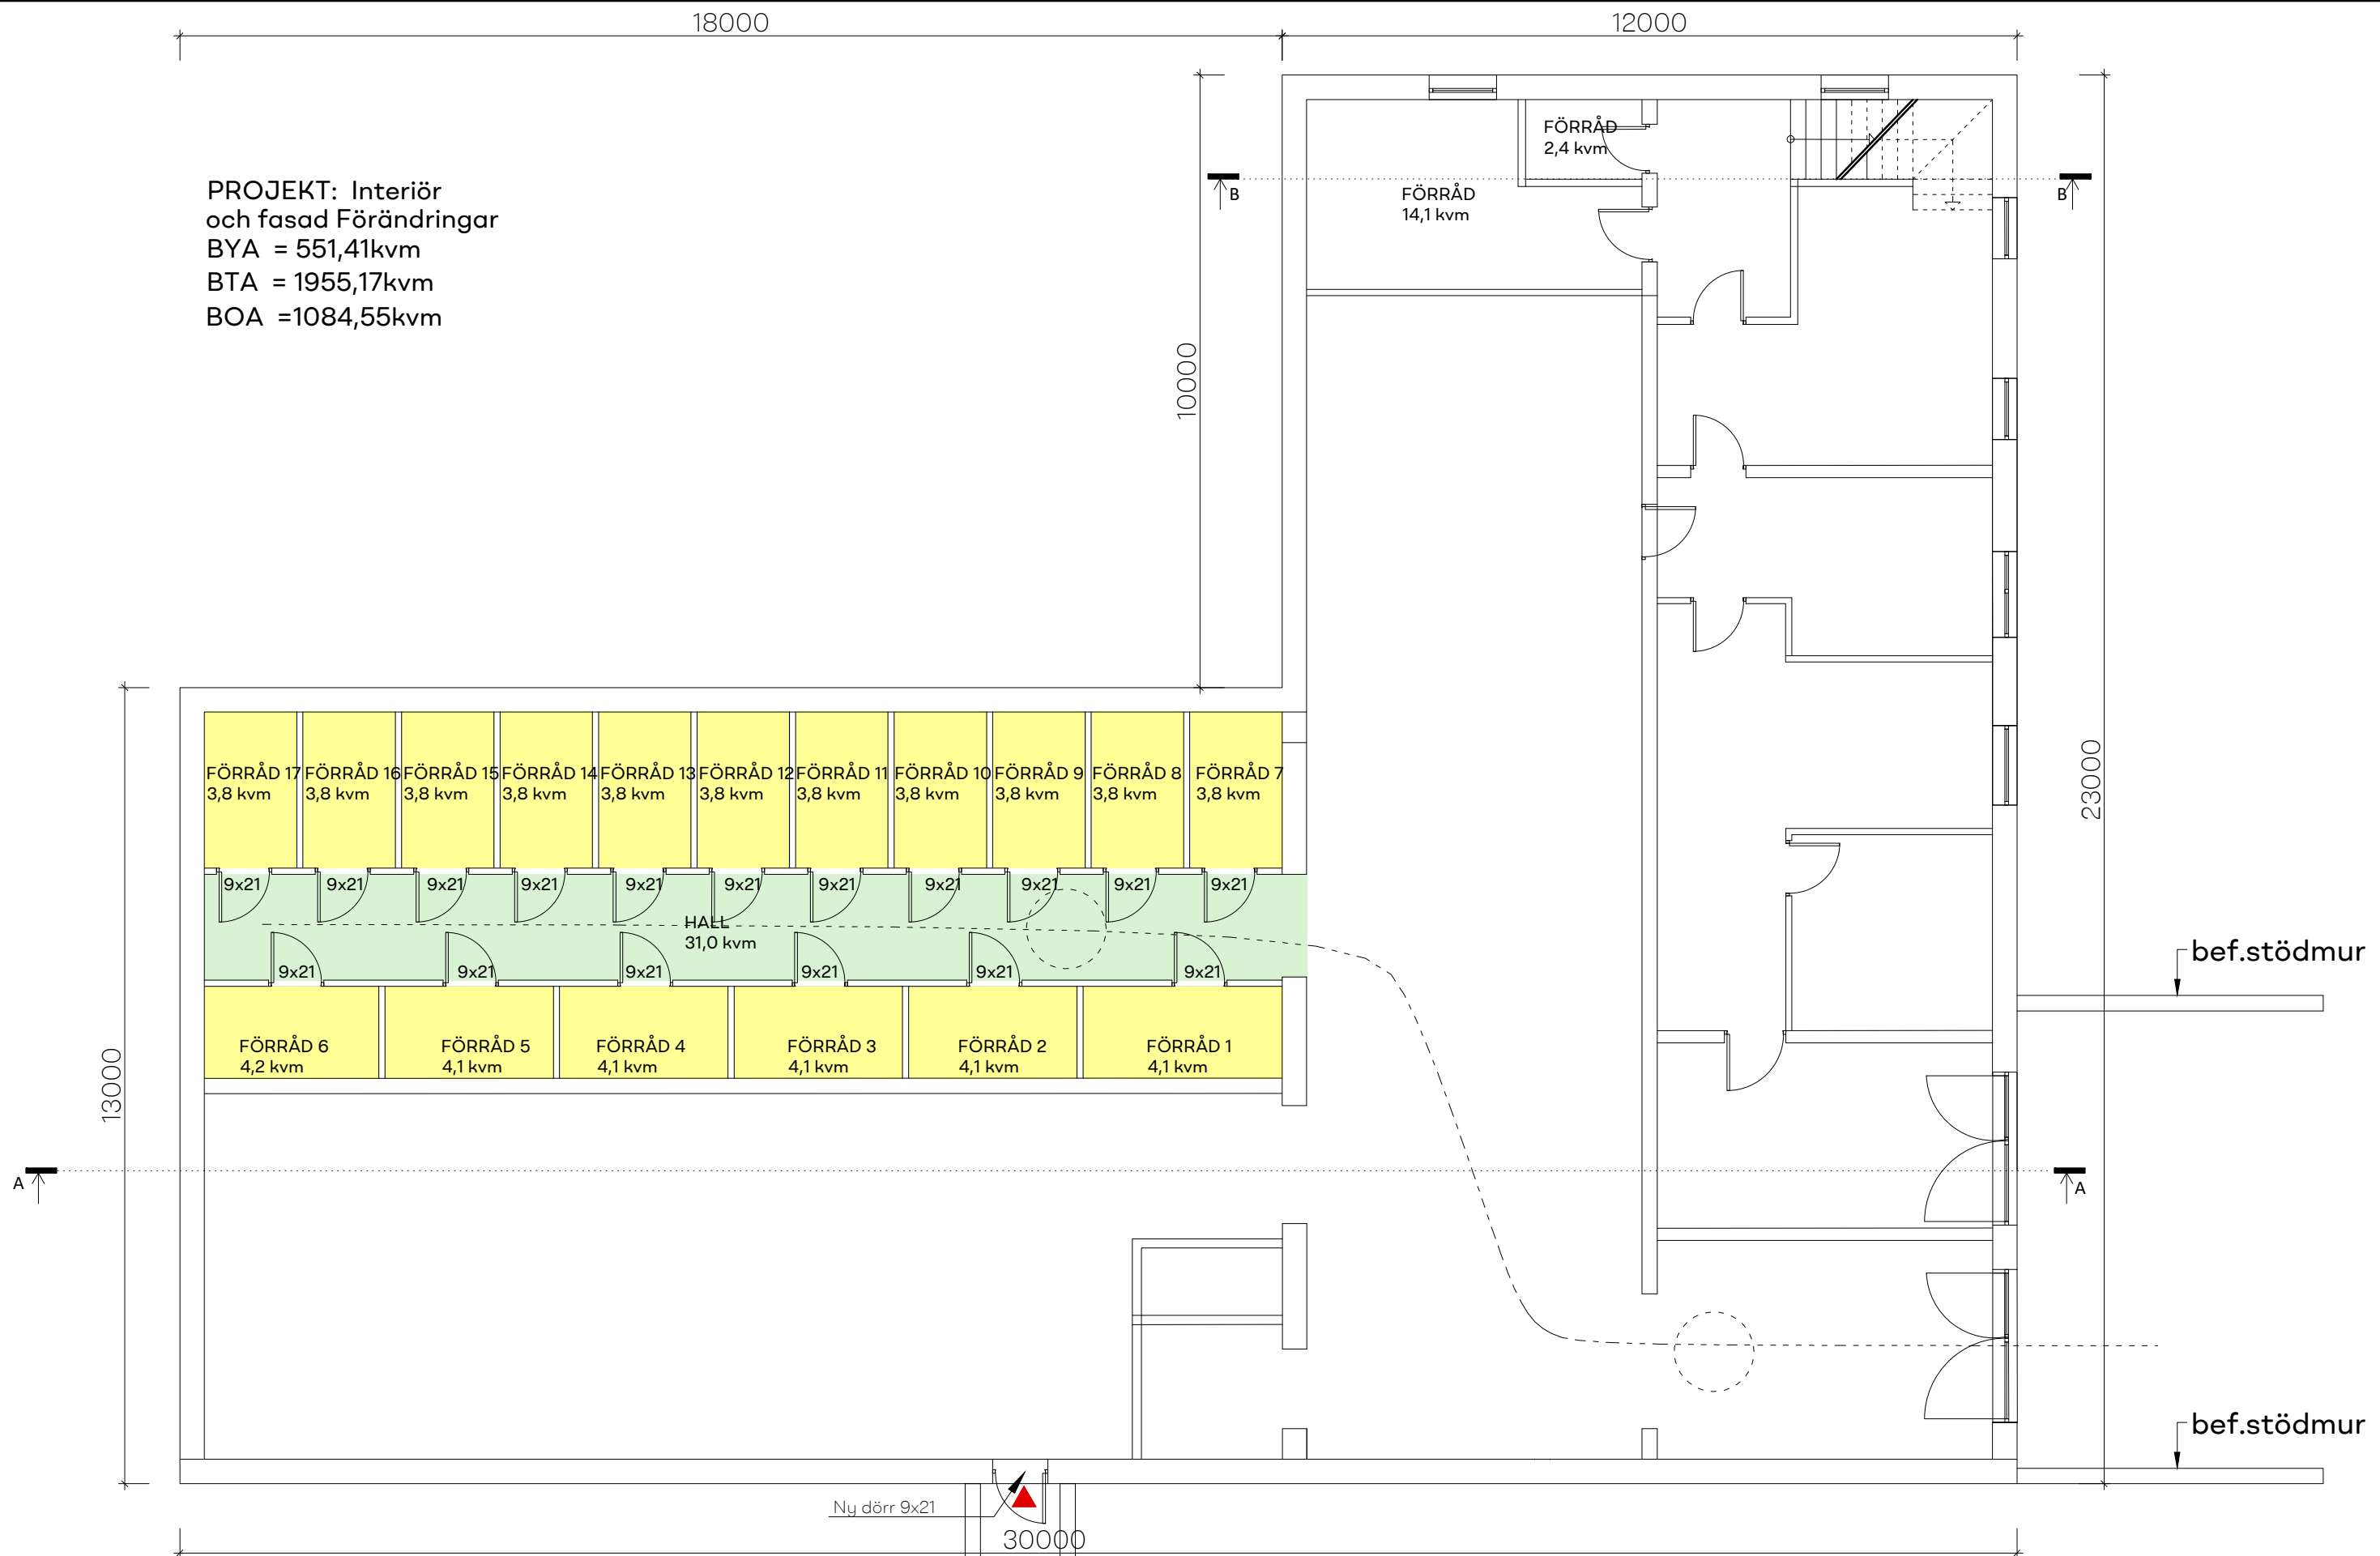 18000
12000
FÖRRÅD
2,4 kvm
PROJEKT: Interiör
och fasad Förändringar
BYA = 551,41kvm
BTA = 1955,17kvm
BOA =1084,55kvm
B
B
FÖRRÅD
14,1 kvm
10000
23000
FÖRRÅD 17
3,8 kvm
FÖRRÅD 16
3,8 kvm
FÖRRÅD 15
3,8 kvm
FÖRRÅD 14
3,8 kvm
FÖRRÅD 13
3,8 kvm
FÖRRÅD 12
3,8 kvm
FÖRRÅD 11
3,8 kvm
FÖRRÅD 10
3,8 kvm
FÖRRÅD 9
3,8 kvm
FÖRRÅD 8
3,8 kvm
FÖRRÅD 7
3,8 kvm
9x21
9x21
9x21
9x21
9x21
9x21
9x21
9x21
9x21
9x21
9x21
HALL
31,0 kvm
9x21
9x21
9x21
9x21
9x21
9x21
bef.stödmur
FÖRRÅD 6
4,2 kvm
FÖRRÅD 5
4,1 kvm
FÖRRÅD 4
4,1 kvm
FÖRRÅD 3
4,1 kvm
FÖRRÅD 2
4,1 kvm
FÖRRÅD 1
4,1 kvm
13000
A
A
bef.stödmur
Ny dörr 9x21
30000